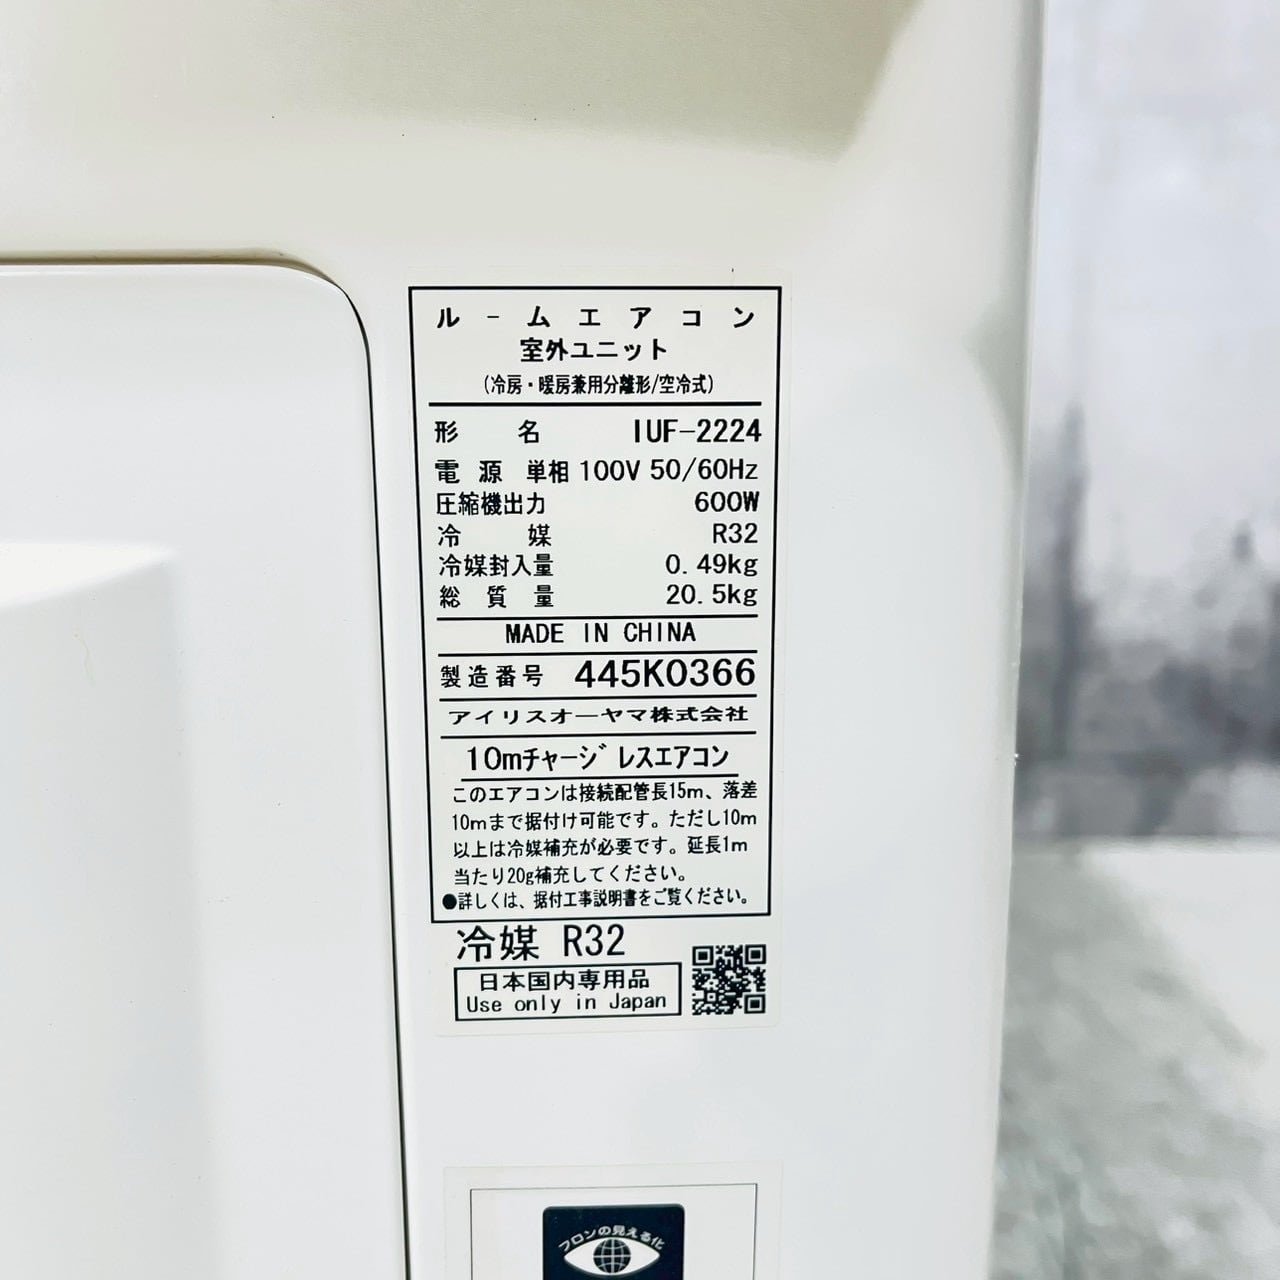 ルームエアコン
室外ユニット
(冷房・暖房兼用分離形/空冷式)
形名 IUF-2224
電源 単相 100V 50/60Hz
圧縮機出力 600W
冷媒 R32
冷媒封入量 0.49kg
総質量 20.5kg
MADE IN CHINA
製造番号 445K0366
アイリスオーヤマ株式会社
10mチャージレスエアコン
このエアコンは接続配管長15m、落差
10mまで据付け可能です。ただし10m
以上は冷媒補充が必要です。延長1m
当たり20g補充してください。
●詳しくは、据付工事説明書をご覧ください。
冷媒 R32
日本国内専用品
Use only in Japan
フロンの見える化